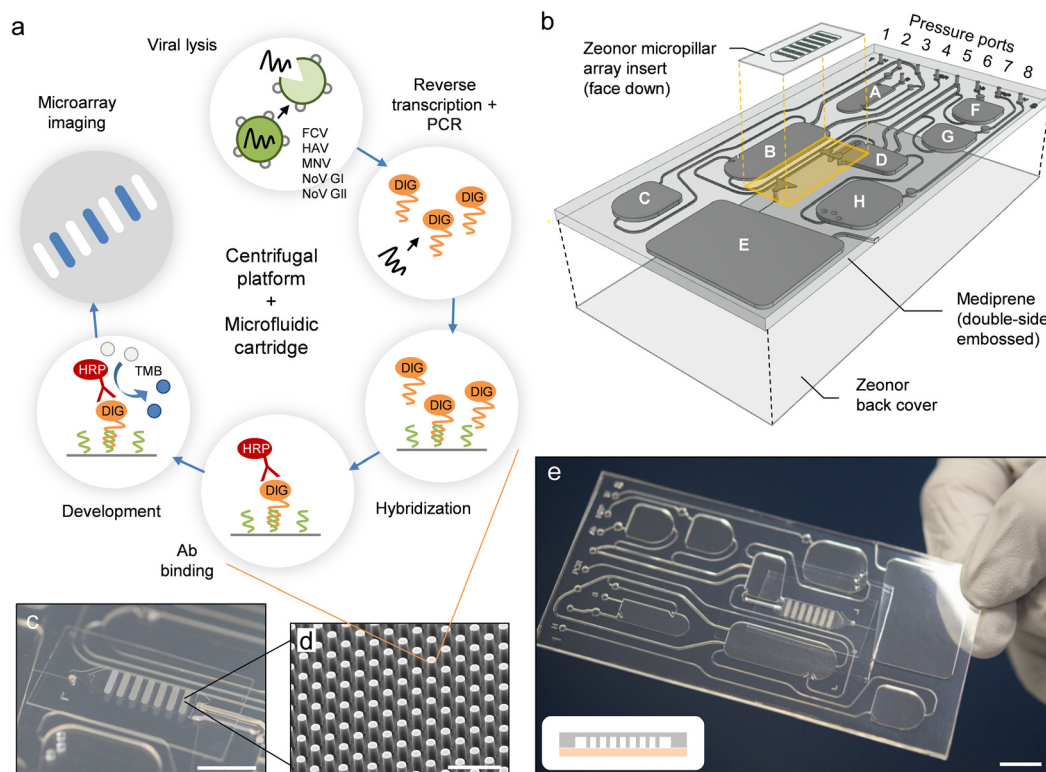 a
Viral lysis
FCV
HAV
MNV
NoV GI
NoV GII
Reverse
transcription +
PCR
DIG
DIG
DIG
Microarray
imaging
Centrifugal
platform
+
Microfluidic
cartridge
HRP
TMB
DIG
Development
HRP
DIG
Ab
binding
DIG
DIG
DIG
Hybridization
b
Zeonor micropillar
array insert
(face down)
Pressure ports
1 2 3 4 5 6 7 8
A
B
C
D
E
F
G
H
Mediprene
(double-side
embossed)
Zeonor
back cover
c
d
e